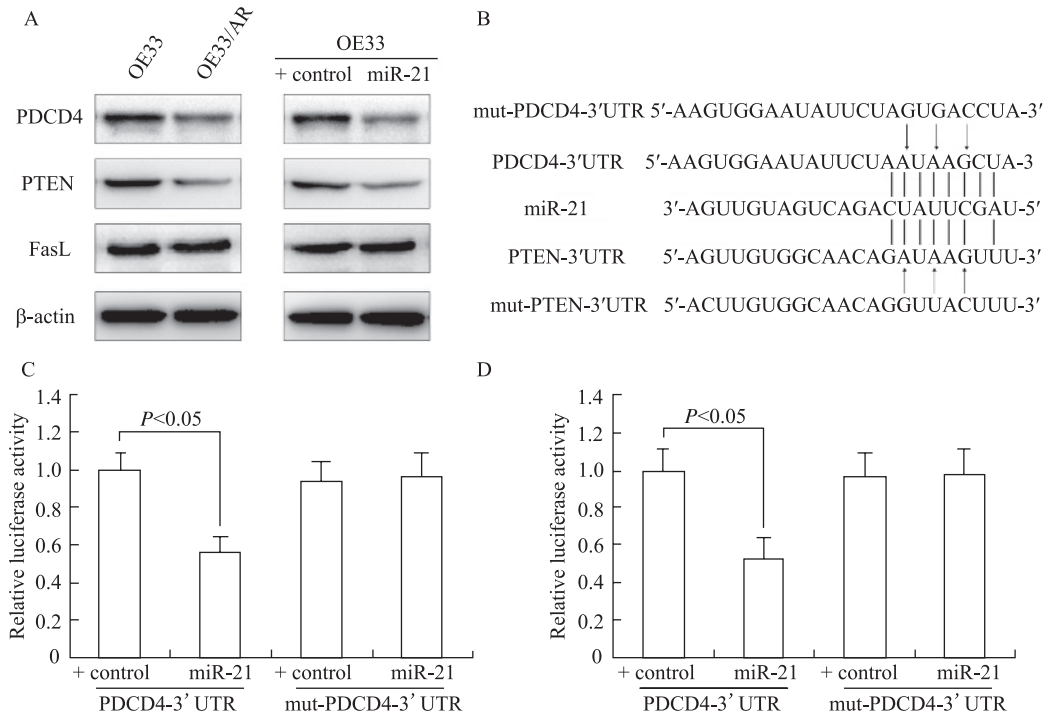 A
OE33
OE33/AR
OE33
+ control miR-21
PDCD4
PTEN
FasL
β-actin
B
mut-PDCD4-3′UTR 5′-AAGUGGAAUAUUCUAGUGACCUA-3′
PDCD4-3′UTR 5′-AAGUGGAAUAUUCUAAUAAGCUA-3
miR-21 3′-AGUUGUAGUCAGACUAUUCGAU-5′
PTEN-3′UTR 5′-ACUUGUGGCAACAGAUAAGUUU-3′
mut-PTEN-3′UTR 5′-ACUUGUGGCAACAGGUUACUUU-3′
C
Relative luciferase activity
1.4
1.2
1.0
0.8
0.6
0.4
0.2
0
P<0.05
+ control miR-21 + control miR-21
PDCD4-3′ UTR mut-PDCD4-3′ UTR
D
Relative luciferase activity
1.4
1.2
1.0
0.8
0.6
0.4
0.2
0
P<0.05
+ control miR-21 + control miR-21
PDCD4-3′ UTR mut-PDCD4-3′ UTR